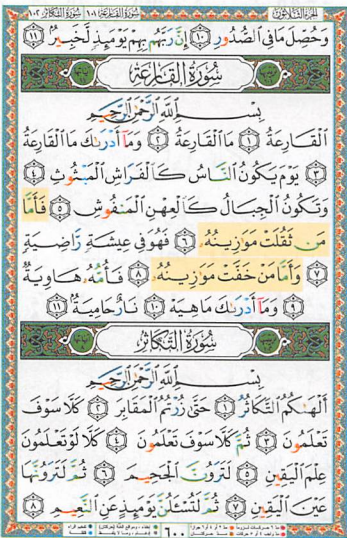 الجزء الثلاثون سورة القارعة ١٠١ سورة التكاثر ١٠٢
وَحُصِّلَ مَا فِي الصُّدُورِ ١٠ إِنَّ رَبَّهُم بِهِمْ يَوْمَئِذٍ لَّخَبِيرٌ ١١
سُورَةُ القَارِعَةِ
بِسْمِ اللَّهِ الرَّحْمَٰنِ الرَّحِيمِ
الْقَارِعَةُ ١ مَا الْقَارِعَةُ ٢ وَمَا أَدْرَىٰكَ مَا الْقَارِعَةُ
٣ يَوْمَ يَكُونُ النَّاسُ كَالْفَرَاشِ الْمَبْثُوثِ ٤
وَتَكُونُ الْجِبَالُ كَالْعِهْنِ الْمَنفُوشِ ٥ فَأَمَّا
مَن ثَقُلَتْ مَوَازِينُهُ ٦ فَهُوَ فِي عِيشَةٍ رَّاضِيَةٍ
٧ وَأَمَّا مَنْ خَفَّتْ مَوَازِينُهُ ٨ فَأُمُّهُ هَاوِيَةٌ
٩ وَمَا أَدْرَىٰكَ مَا هِيَهْ ١٠ نَارٌ حَامِيَةٌ ١١
سُورَةُ التَّكَاثُرِ
بِسْمِ اللَّهِ الرَّحْمَٰنِ الرَّحِيمِ
أَلْهَىٰكُمُ التَّكَاثُرُ ١ حَتَّىٰ زُرْتُمُ الْمَقَابِرَ ٢ كَلَّا سَوْفَ
تَعْلَمُونَ ٣ ثُمَّ كَلَّا سَوْفَ تَعْلَمُونَ ٤ كَلَّا لَوْ تَعْلَمُونَ
عِلْمَ الْيَقِينِ ٥ لَتَرَوُنَّ الْجَحِيمَ ٦ ثُمَّ لَتَرَوُنَّهَا
عَيْنَ الْيَقِينِ ٧ ثُمَّ لَتُسْـَٔلُنَّ يَوْمَئِذٍ عَنِ النَّعِيمِ ٨
٦٠٠